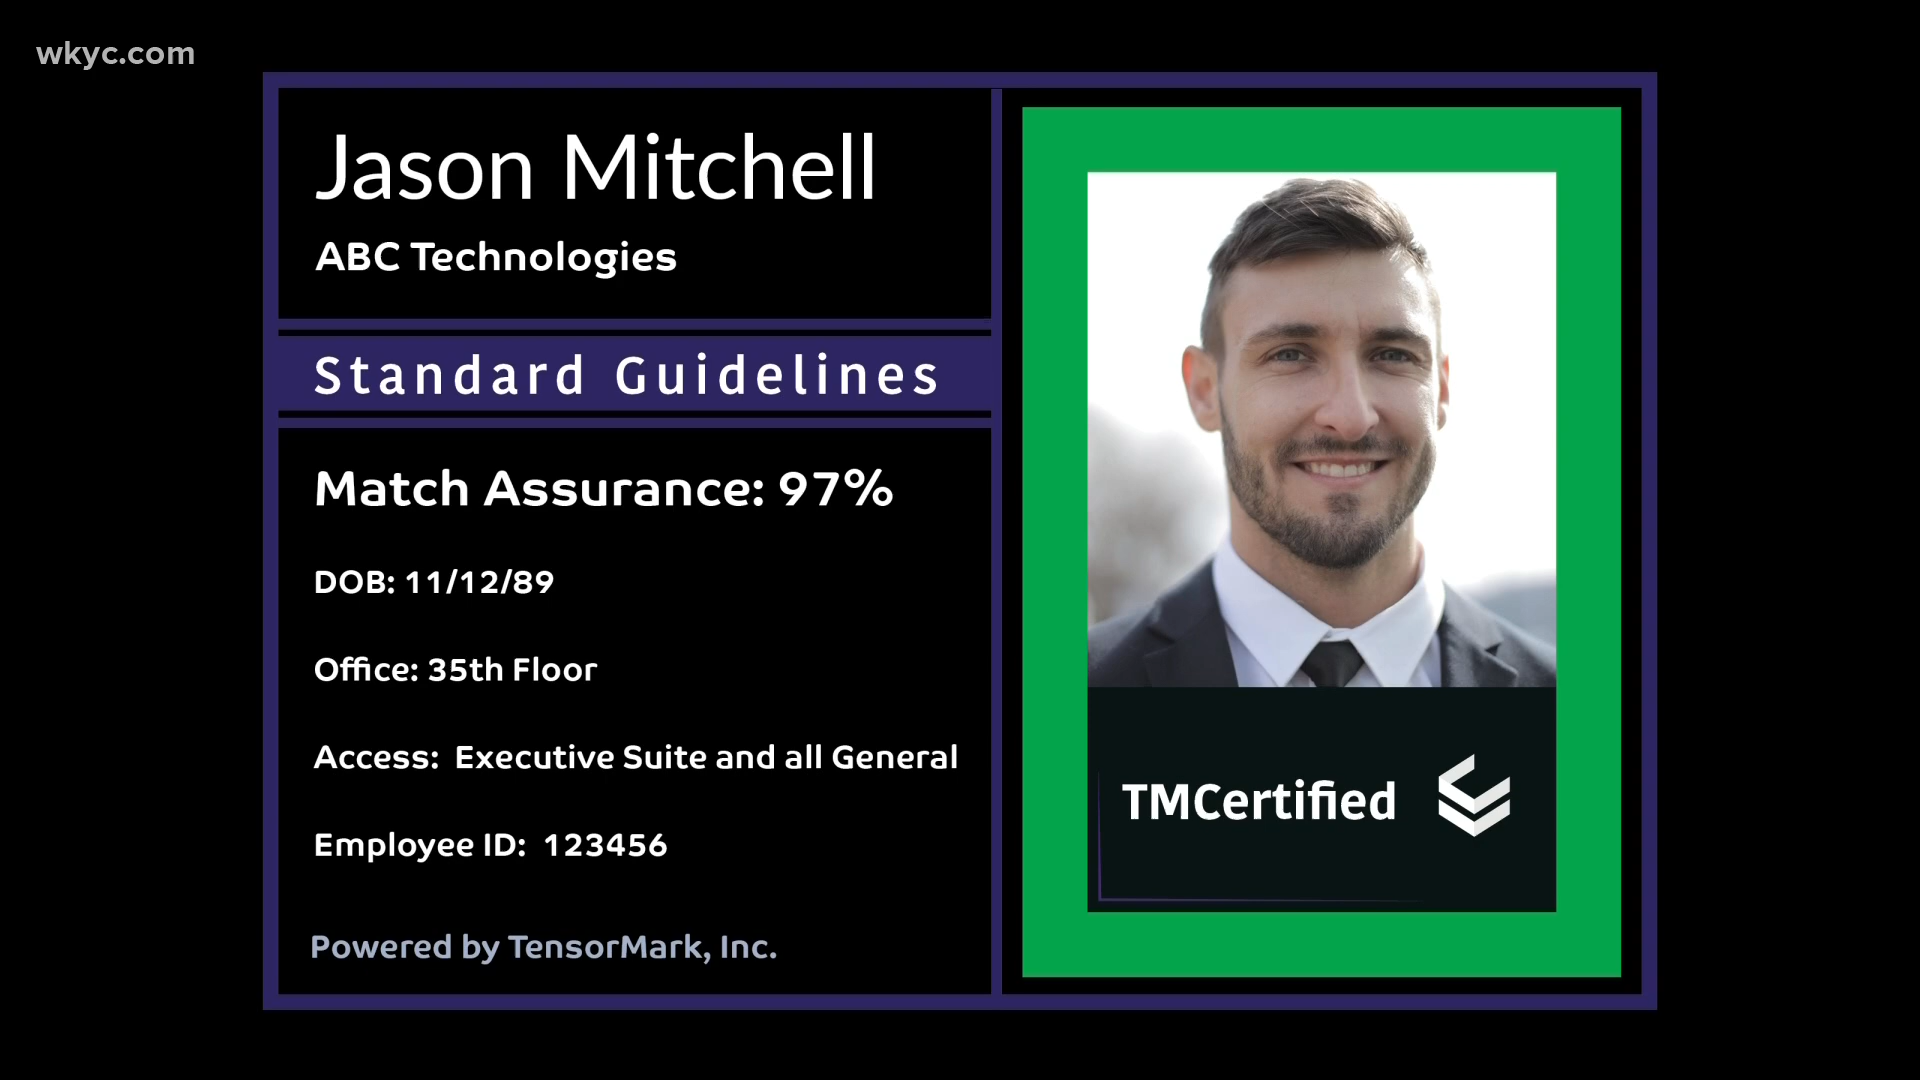 wkyc.com
Jason Mitchell
ABC Technologies
Standard Guidelines
Match Assurance: 97%
DOB: 11/12/89
Office: 35th Floor
Access: Executive Suite and all General
Employee ID: 123456
Powered by TensorMark, Inc.
TMCertified